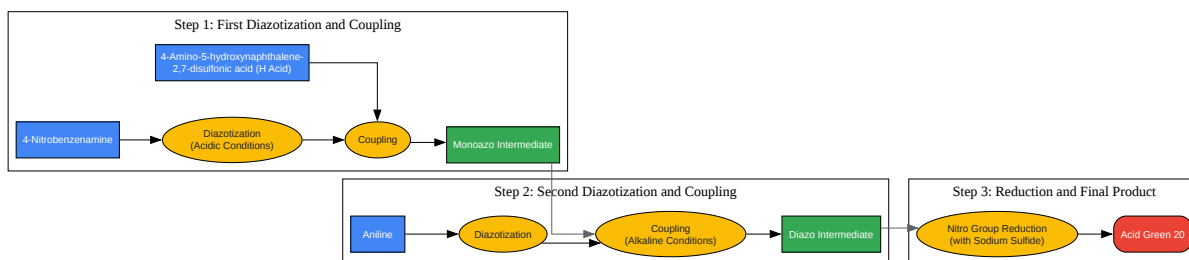 Step 1: First Diazotization and Coupling
4-Amino-5-hydroxynaphthalene-
2,7-disulfonic acid (H Acid)
4-Nitrobenzenamine
Diazotization
(Acidic Conditions)
Coupling
Monoazo Intermediate
Step 2: Second Diazotization and Coupling
Aniline
Diazotization
Coupling
(Alkaline Conditions)
Diazo Intermediate
Step 3: Reduction and Final Product
Nitro Group Reduction
(with Sodium Sulfide)
Acid Green 20